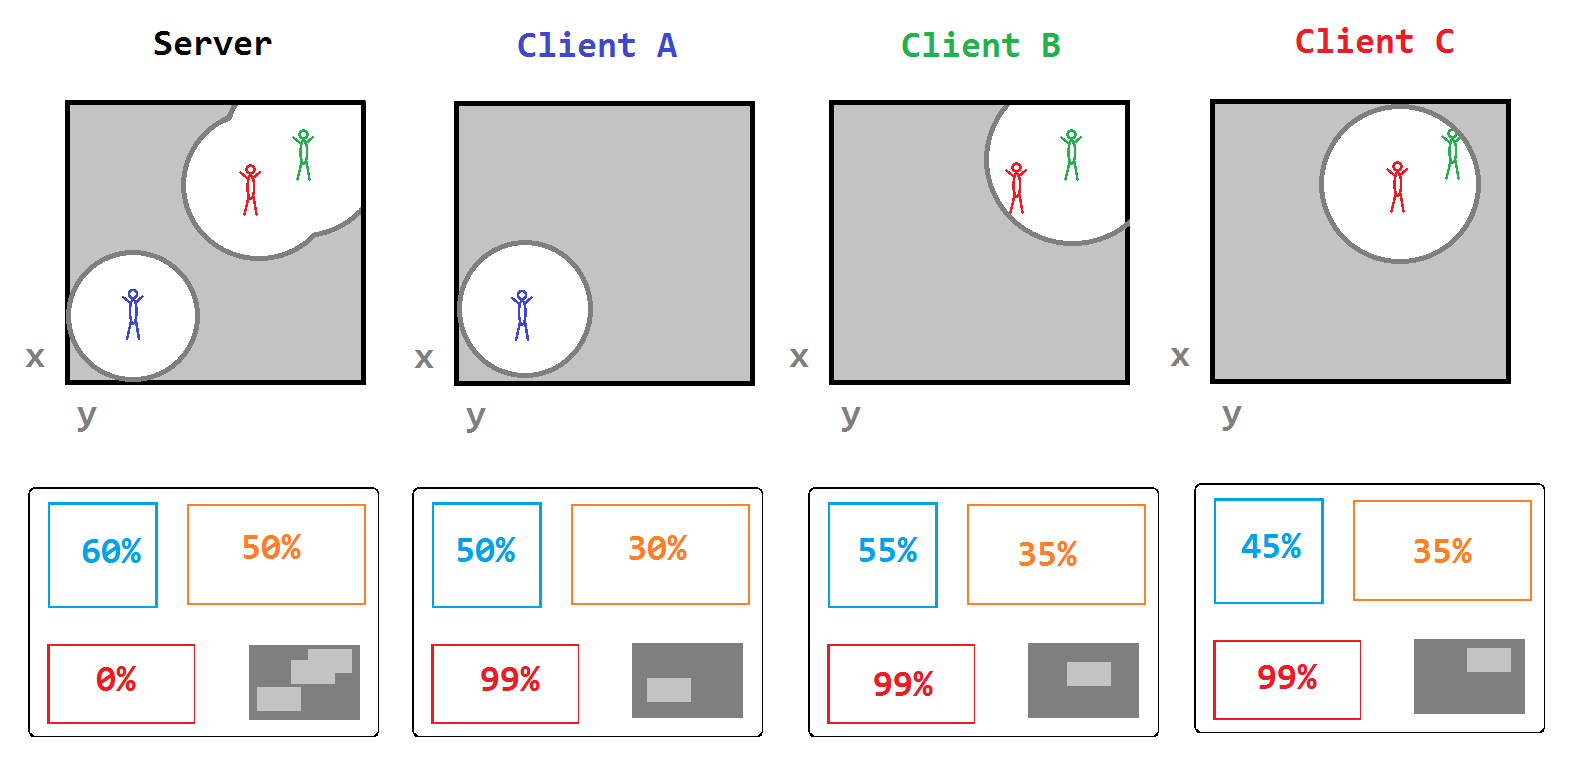 Server Client A Client B Client C
x x x x
y y y y
60% 50% 50% 30% 55% 35% 45% 35%
0% 99% 99% 99%